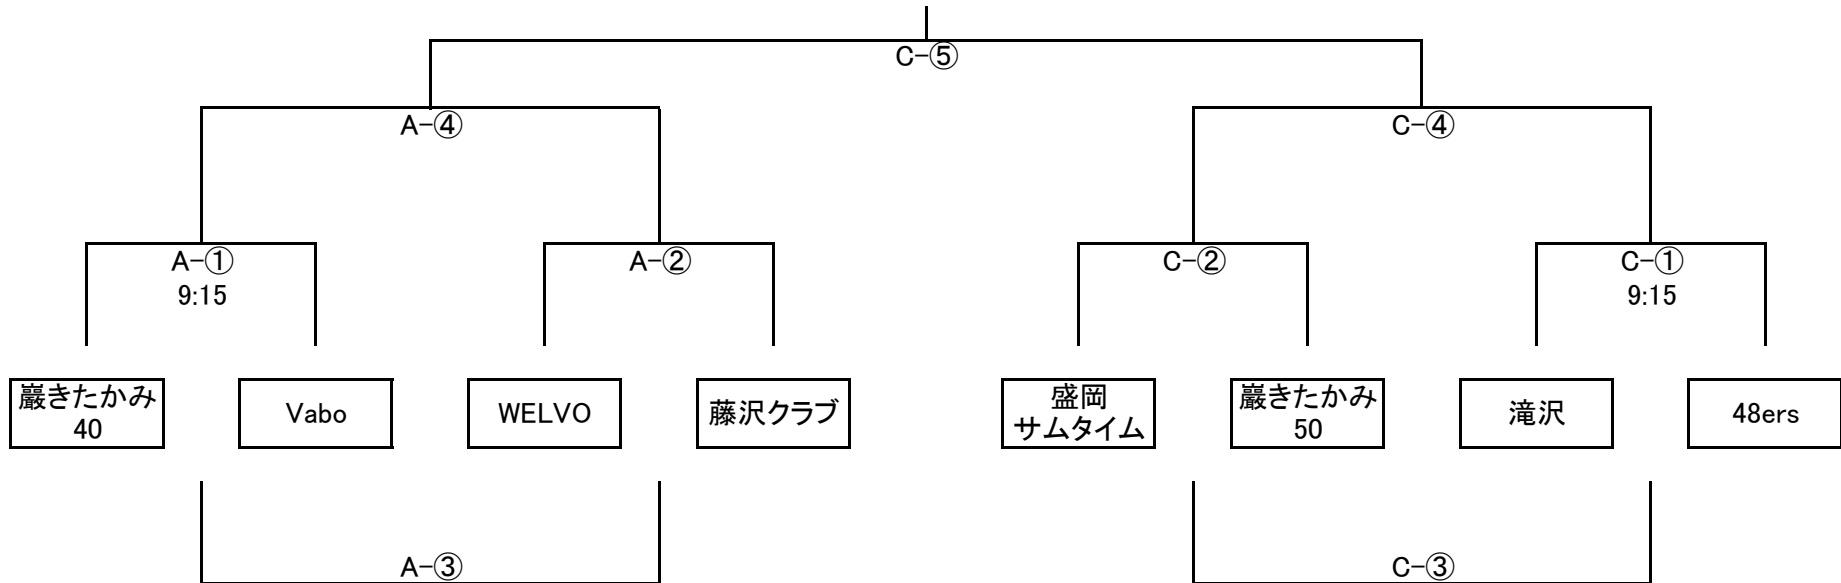 C-⑤
A-④
C-④
A-①
9:15
A-②
C-②
C-①
9:15
巖きたかみ
40
Vabo
WELVO
藤沢クラブ
盛岡
サムタイム
巖きたかみ
50
滝沢
48ers
A-③
C-③